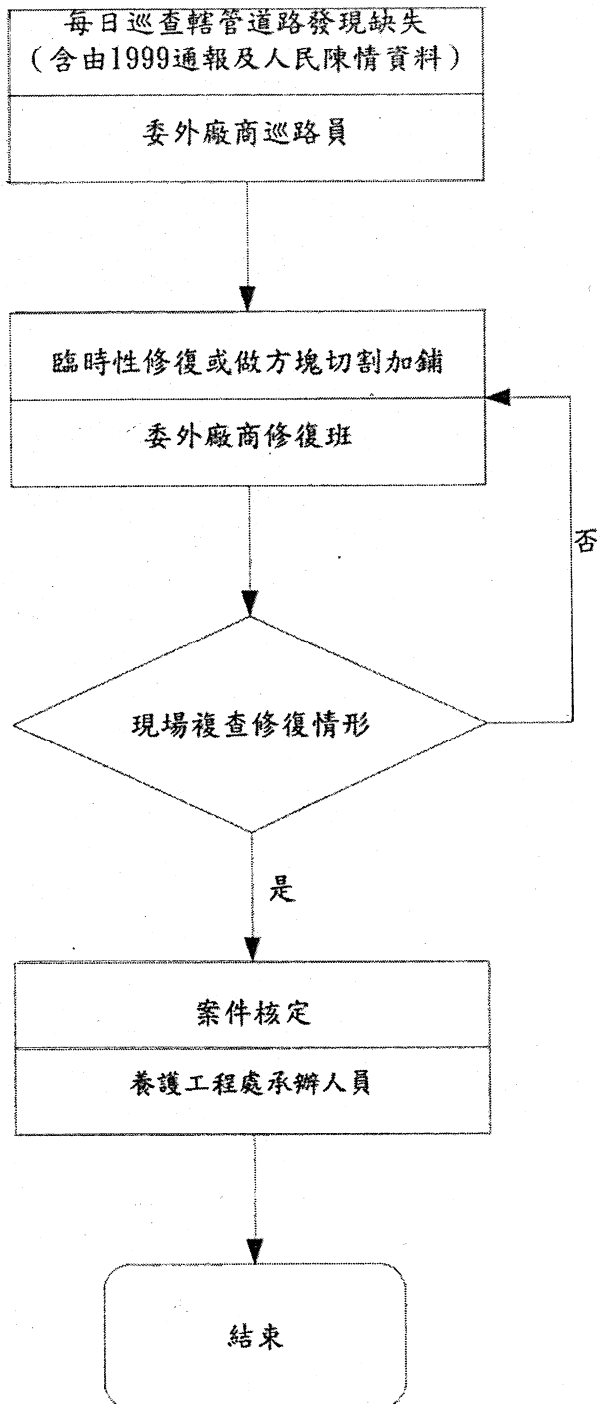 每日巡查轄管道路發現缺失
（含由1999通報及人民陳情資料）
委外廠商巡路員
臨時性修復或做方塊切割加鋪
委外廠商修復班
否
現場複查修復情形
是
案件核定
養護工程處承辦人員
結束